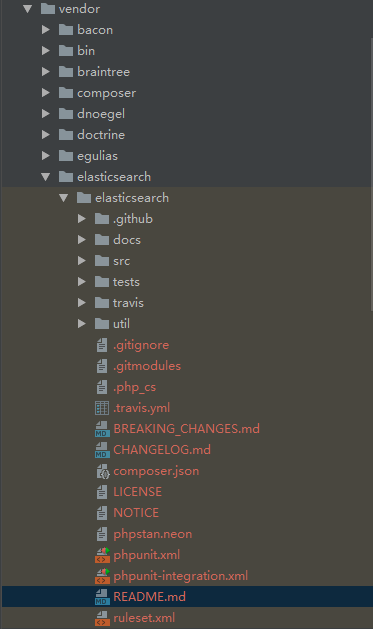 vendor
bacon
bin
braintree
composer
dnoegel
doctrine
egulias
elasticsearch
elasticsearch
.github
docs
src
tests
travis
util
.gitignore
.gitmodules
.php_cs
.travis.yml
BREAKING_CHANGES.md
CHANGELOG.md
composer.json
LICENSE
NOTICE
phpstan.neon
phpunit.xml
phpunit-integration.xml
README.md
ruleset.xml